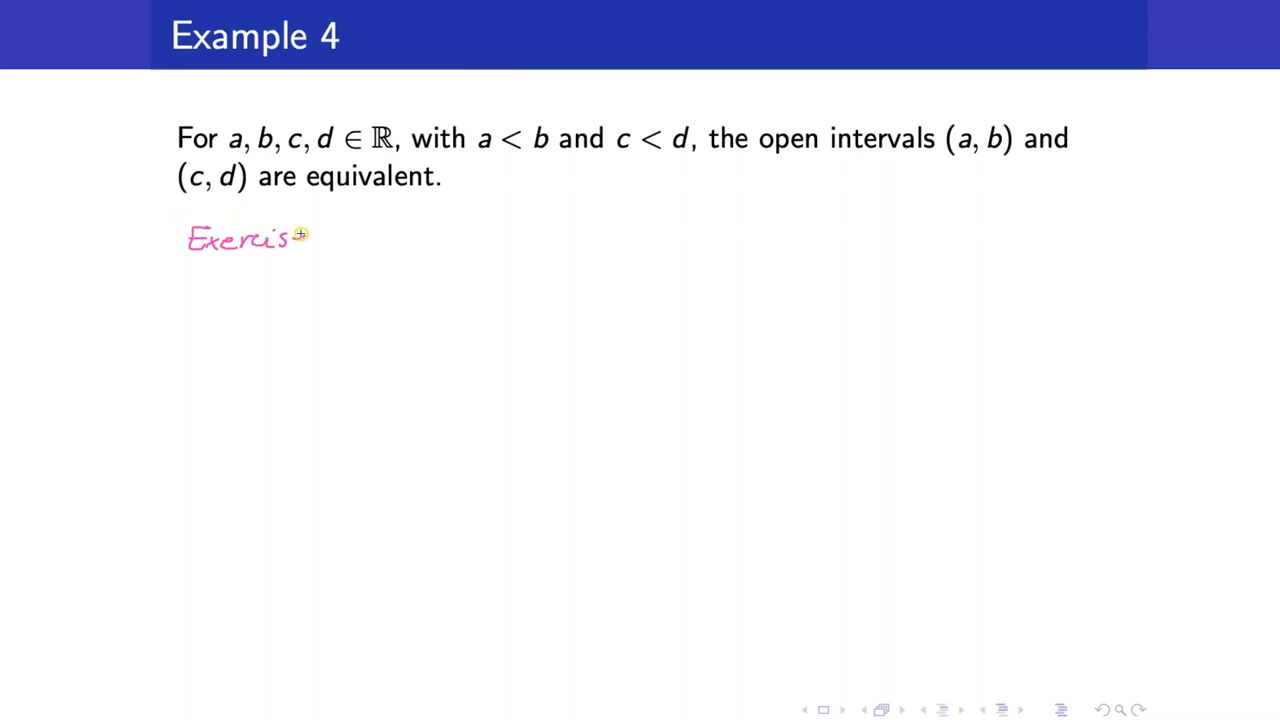 Example 4
For a, b, c, d ∈ ℝ, with a < b and c < d, the open intervals (a, b) and
(c, d) are equivalent.
Exercis